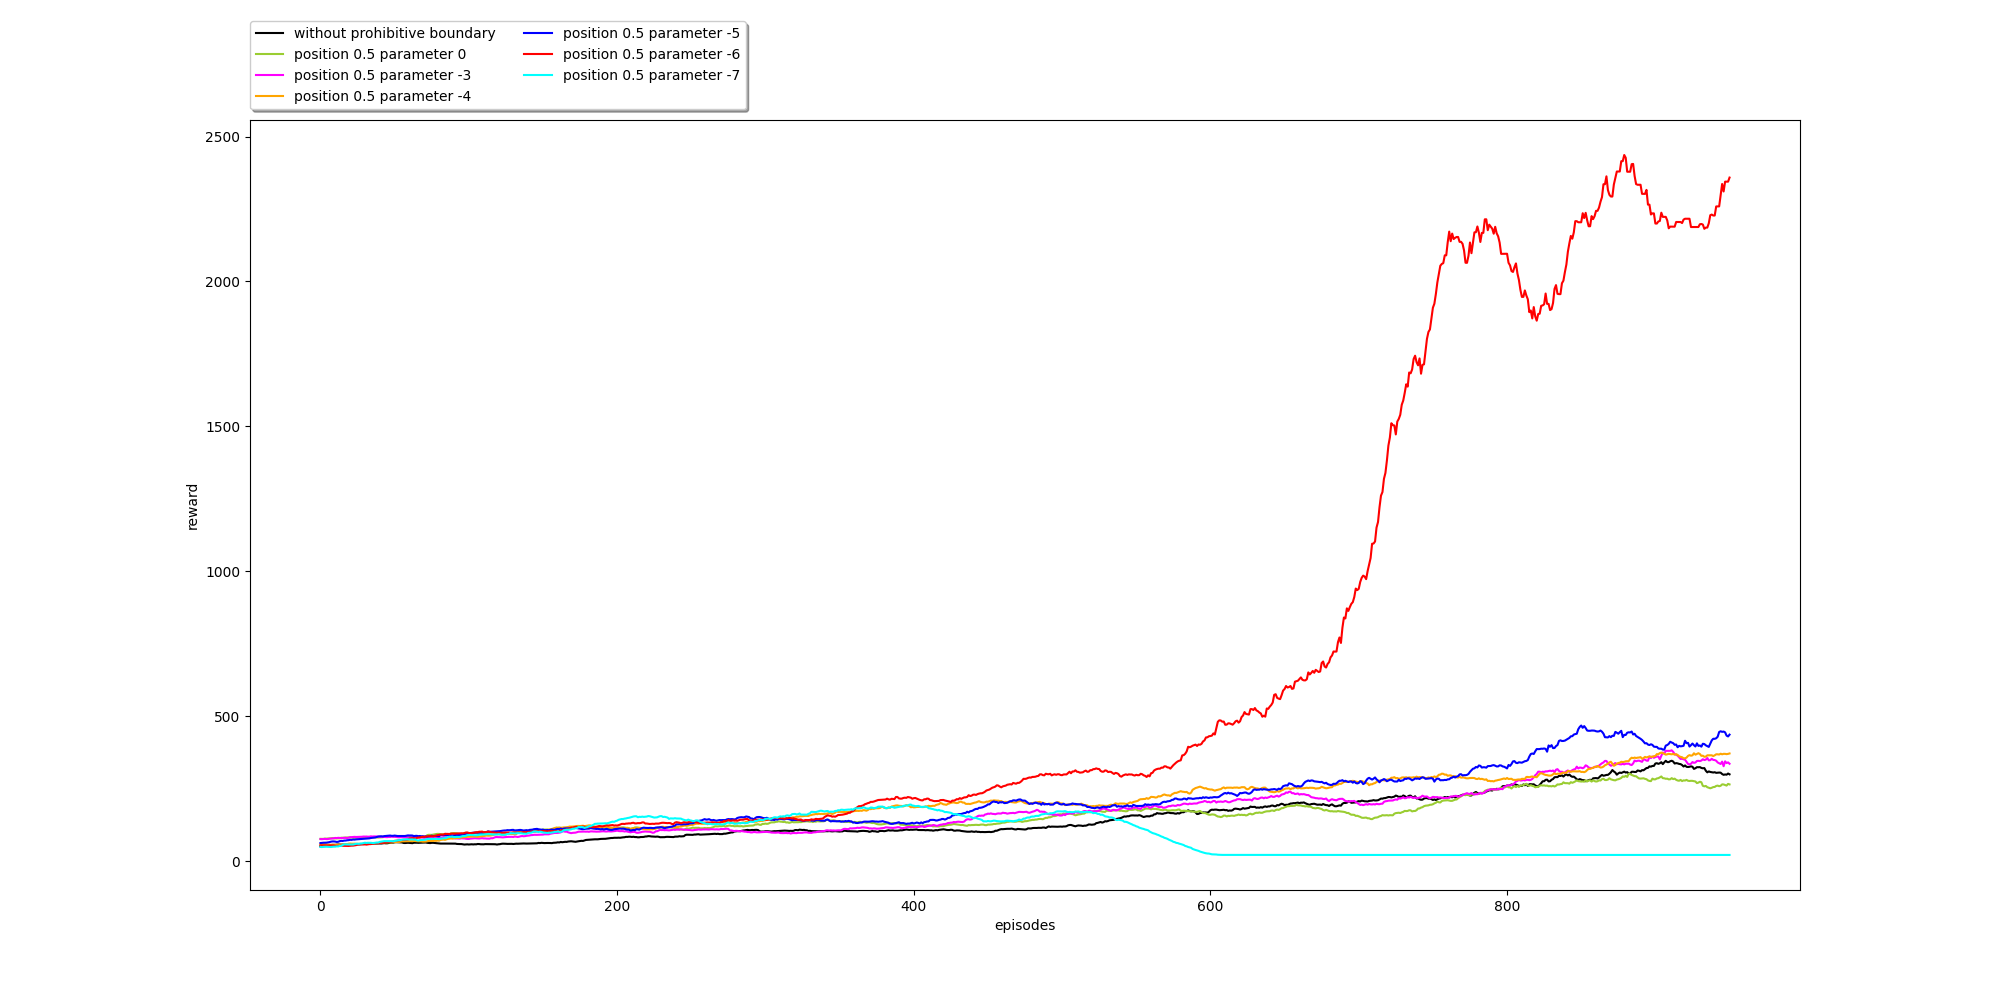 without prohibitive boundary
position 0.5 parameter 0
position 0.5 parameter -3
position 0.5 parameter -4
position 0.5 parameter -5
position 0.5 parameter -6
position 0.5 parameter -7
2500
2000
1500
1000
500
0
reward
0 200 400 600 800
episodes